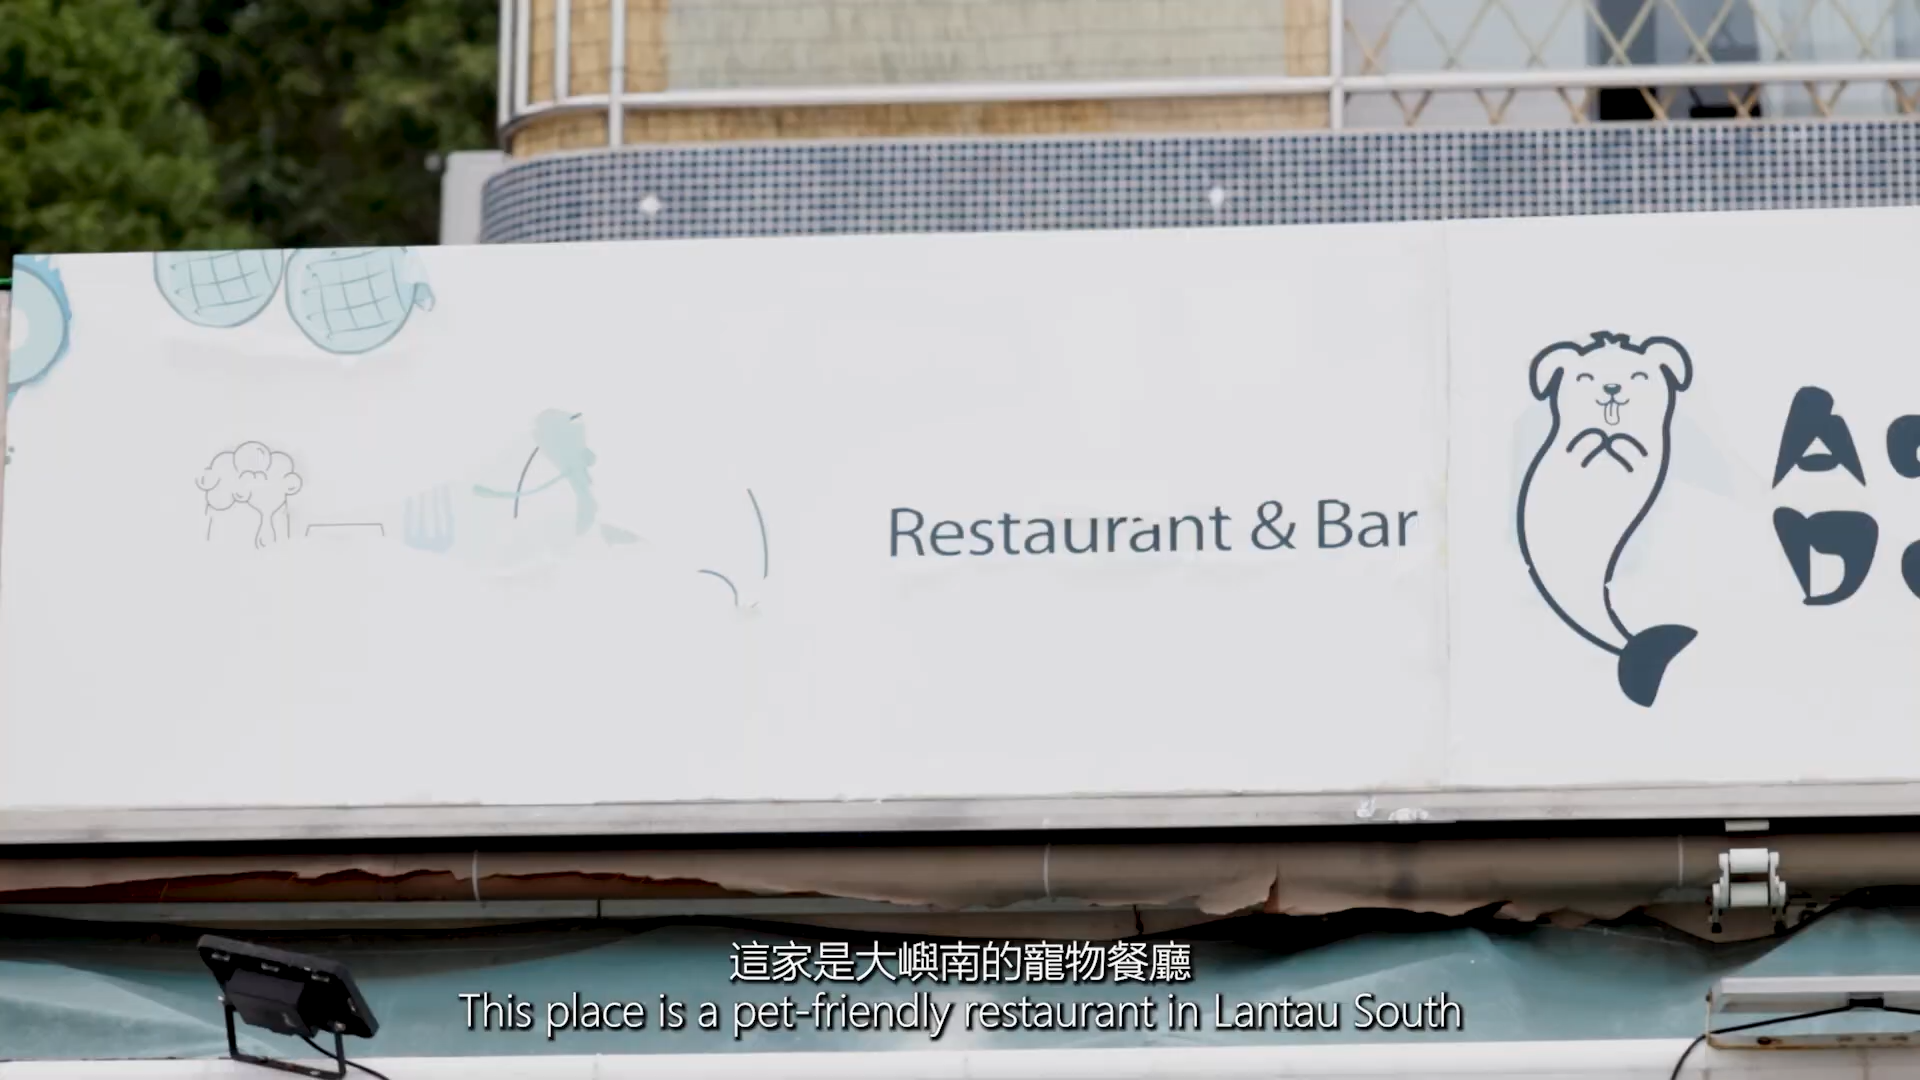 Restaurant & Bar
這家是大嶼南的寵物餐廳
This place is a pet-friendly restaurant in Lantau South